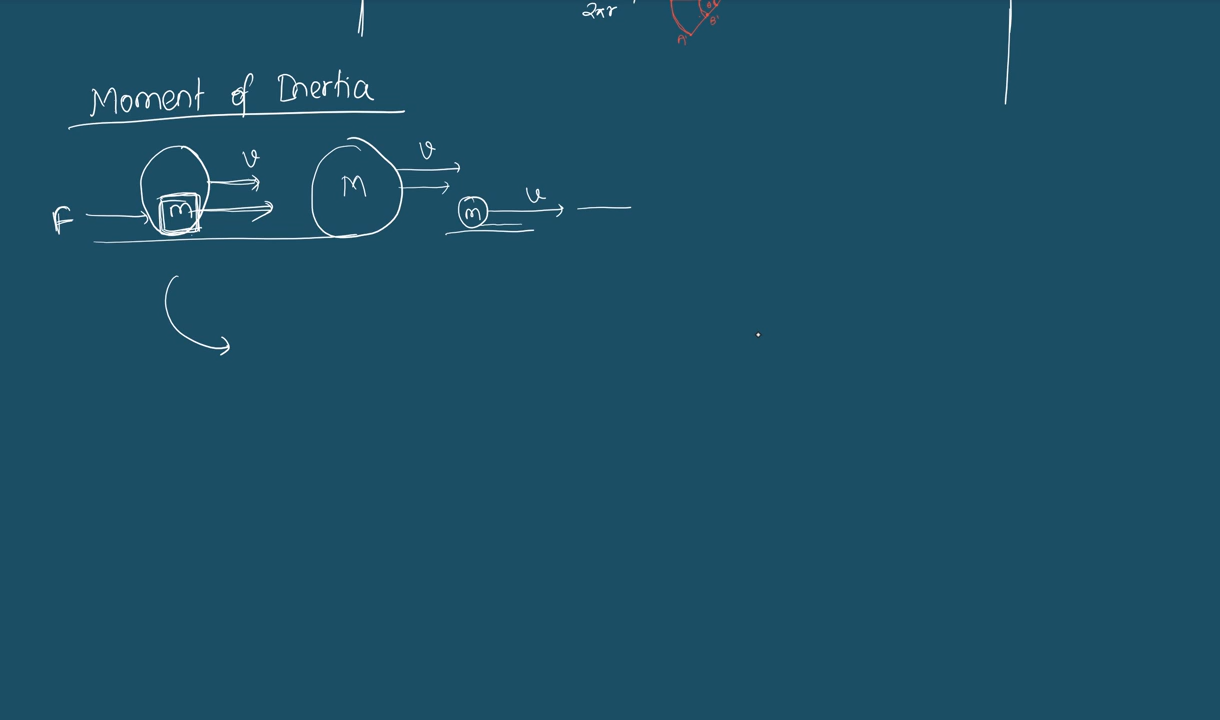 2πr
A'
B'
Moment of Inertia
v
v
M
F
m
m
v